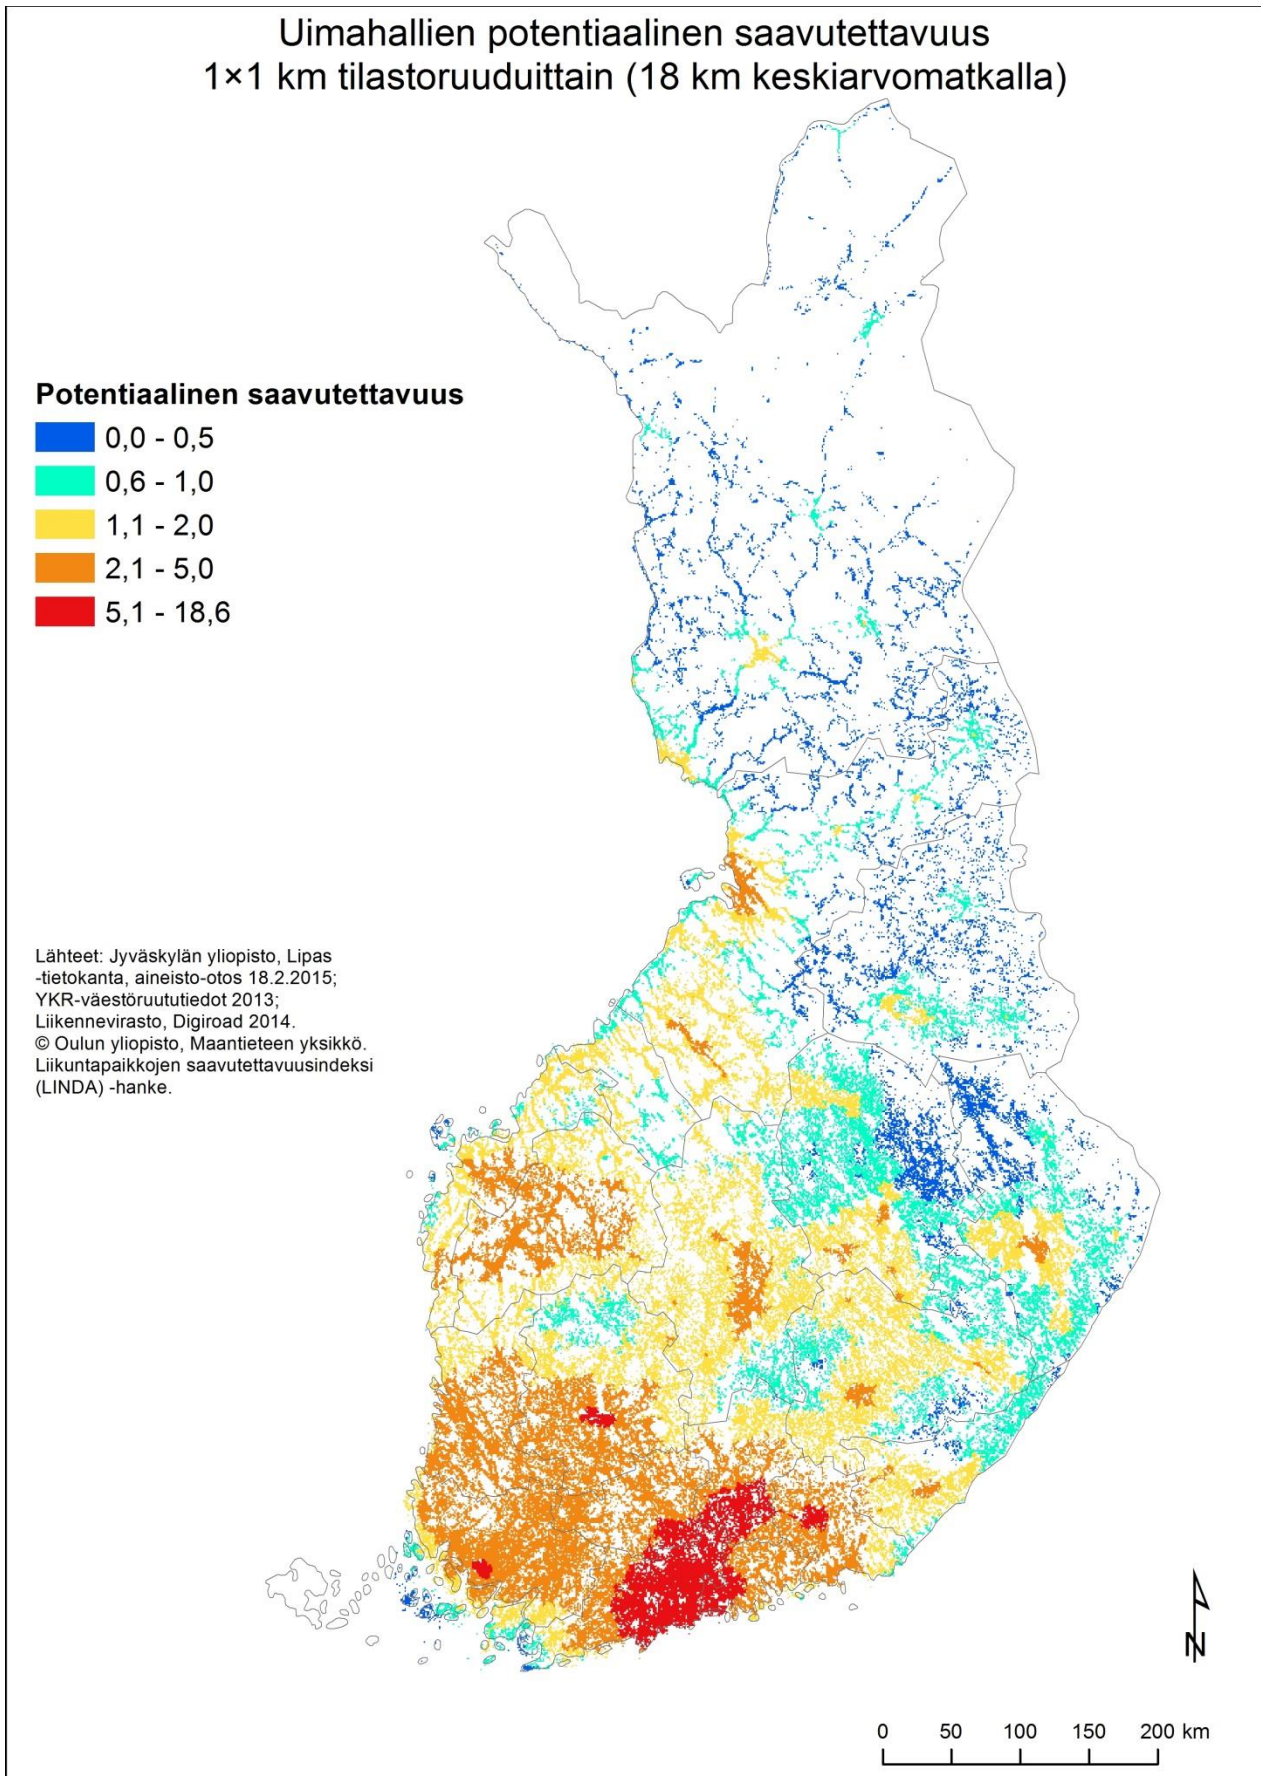 Uimahallien potentiaalinen saavutettavuus
1×1 km tilastoruuduittain (18 km keskiarvomatkalla)
Potentiaalinen saavutettavuus
0,0 - 0,5
0,6 - 1,0
1,1 - 2,0
2,1 - 5,0
5,1 - 18,6
Lähteet: Jyväskylän yliopisto, Lipas
-tietokanta, aineisto-otos 18.2.2015;
YKR-väestöruututiedot 2013;
Liikennevirasto, Digiroad 2014.
© Oulun yliopisto, Maantieteen yksikkö.
Liikuntapaikkojen saavutettavuusindeksi
(LINDA) -hanke.
N
0 50 100 150 200 km